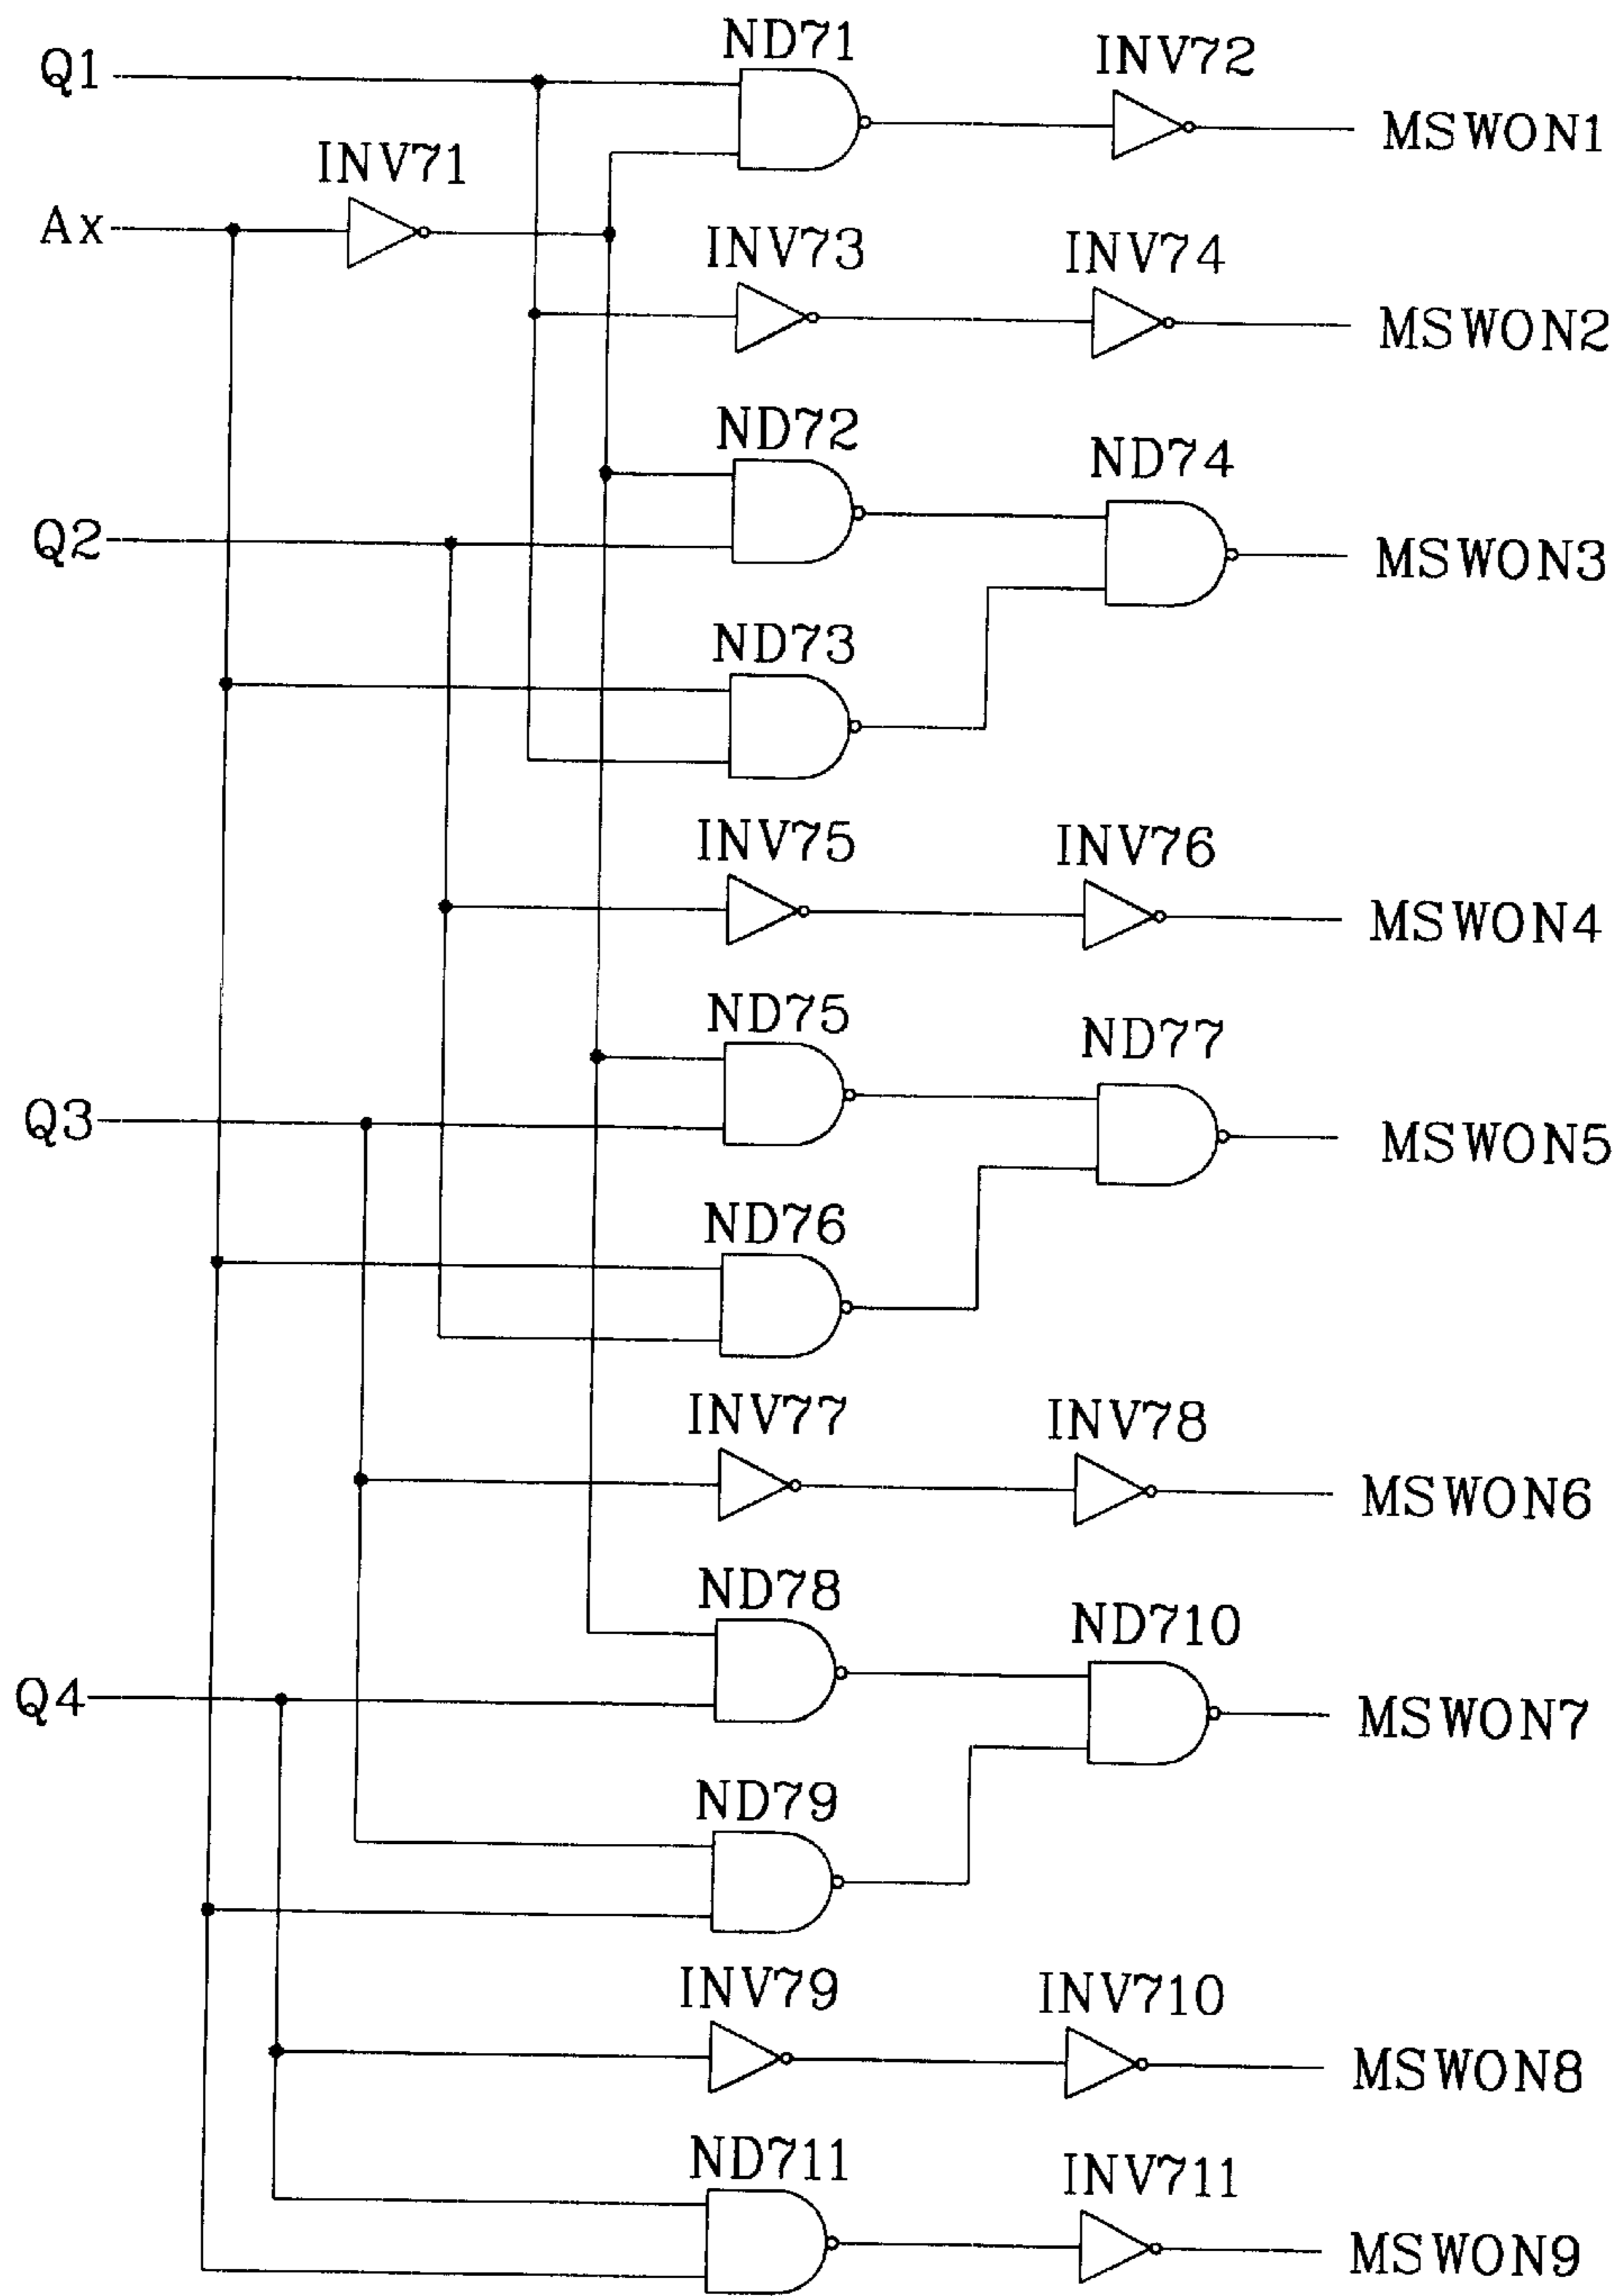 ND71
INV72
Q1
MSWON1
INV71
Ax
INV73
INV74
MSWON2
ND72
ND74
Q2
MSWON3
ND73
INV75
INV76
MSWON4
ND75
ND77
Q3
MSWON5
ND76
INV77
INV78
MSWON6
ND78
ND710
Q4
MSWON7
ND79
INV79
INV710
MSWON8
ND711
INV711
MSWON9